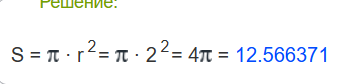 Решение:
S = π · r² = π · 2² = 4π = 12.566371